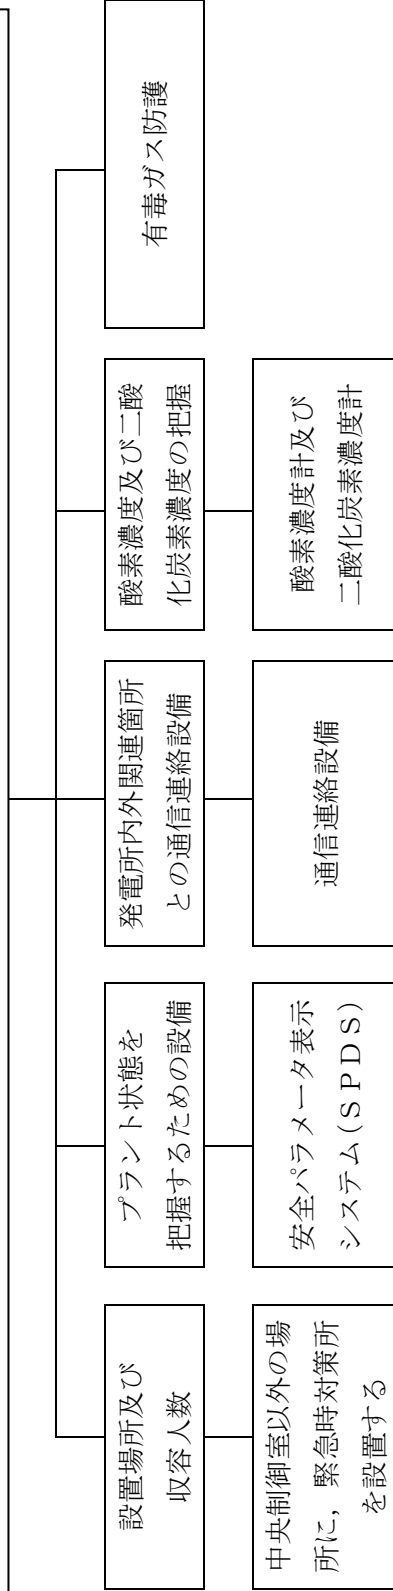 設置場所及び
収容人数
プラント状態を
把握するための設備
発電所内外関連箇所
との通信連絡設備
酸素濃度及び二酸
化炭素濃度の把握
有毒ガス防護
中央制御室以外の場
所に，緊急時対策所
を設置する
安全パラメータ表示
システム(ＳＰＤＳ)
通信連絡設備
酸素濃度計及び
二酸化炭素濃度計